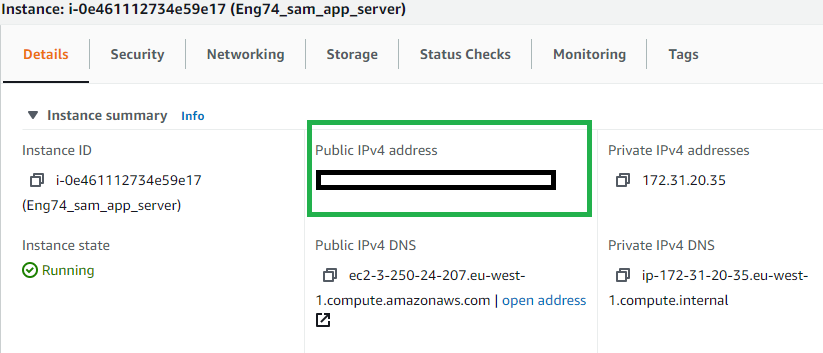 Instance: i-0e461112734e59e17 (Eng74_sam_app_server)
Details Security Networking Storage Status Checks Monitoring Tags
Instance summary Info
Instance ID
i-0e461112734e59e17
(Eng74_sam_app_server)
Public IPv4 address
Private IPv4 addresses
172.31.20.35
Instance state
Running
Public IPv4 DNS
ec2-3-250-24-207.eu-west-
1.compute.amazonaws.com | open address
Private IPv4 DNS
ip-172-31-20-35.eu-west-
1.compute.internal